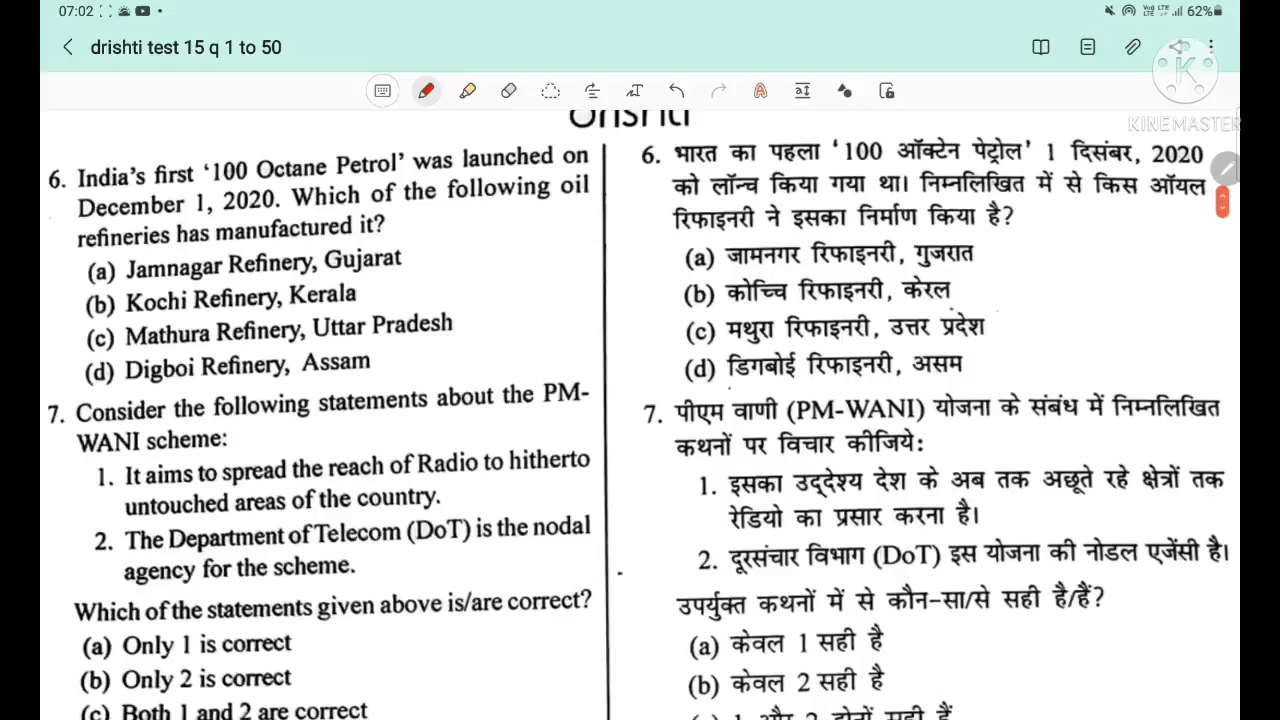 07:02
Vo) LTE
LTE
62%
drishti test 15 q 1 to 50
K
KINEMASTER
Drishti
6. India's first '100 Octane Petrol' was launched on
December 1, 2020. Which of the following oil
refineries has manufactured it?
(a) Jamnagar Refinery, Gujarat
(b) Kochi Refinery, Kerala
(c) Mathura Refinery, Uttar Pradesh
(d) Digboi Refinery, Assam
7. Consider the following statements about the PM-
WANI scheme:
1. It aims to spread the reach of Radio to hitherto
untouched areas of the country.
2. The Department of Telecom (DoT) is the nodal
agency for the scheme.
Which of the statements given above is/are correct?
(a) Only 1 is correct
(b) Only 2 is correct
(c) Both 1 and 2 are correct
6. भारत का पहला '100 ऑक्टेन पेट्रोल' 1 दिसंबर, 2020
को लॉन्च किया गया था। निम्नलिखित में से किस ऑयल
रिफाइनरी ने इसका निर्माण किया है?
(a) जामनगर रिफाइनरी, गुजरात
(b) कोच्चि रिफाइनरी, केरल
(c) मथुरा रिफाइनरी, उत्तर प्रदेश
(d) डिगबोई रिफाइनरी, असम
7. पीएम वाणी (PM-WANI) योजना के संबंध में निम्नलिखित
कथनों पर विचार कीजिये:
1. इसका उद्देश्य देश के अब तक अछूते रहे क्षेत्रों तक
रेडियो का प्रसार करना है।
2. दूरसंचार विभाग (DoT) इस योजना की नोडल एजेंसी है।
उपर्युक्त कथनों में से कौन-सा/से सही है/हैं?
(a) केवल 1 सही है
(b) केवल 2 सही है
(c) 1 और 2 दोनों सही हैं